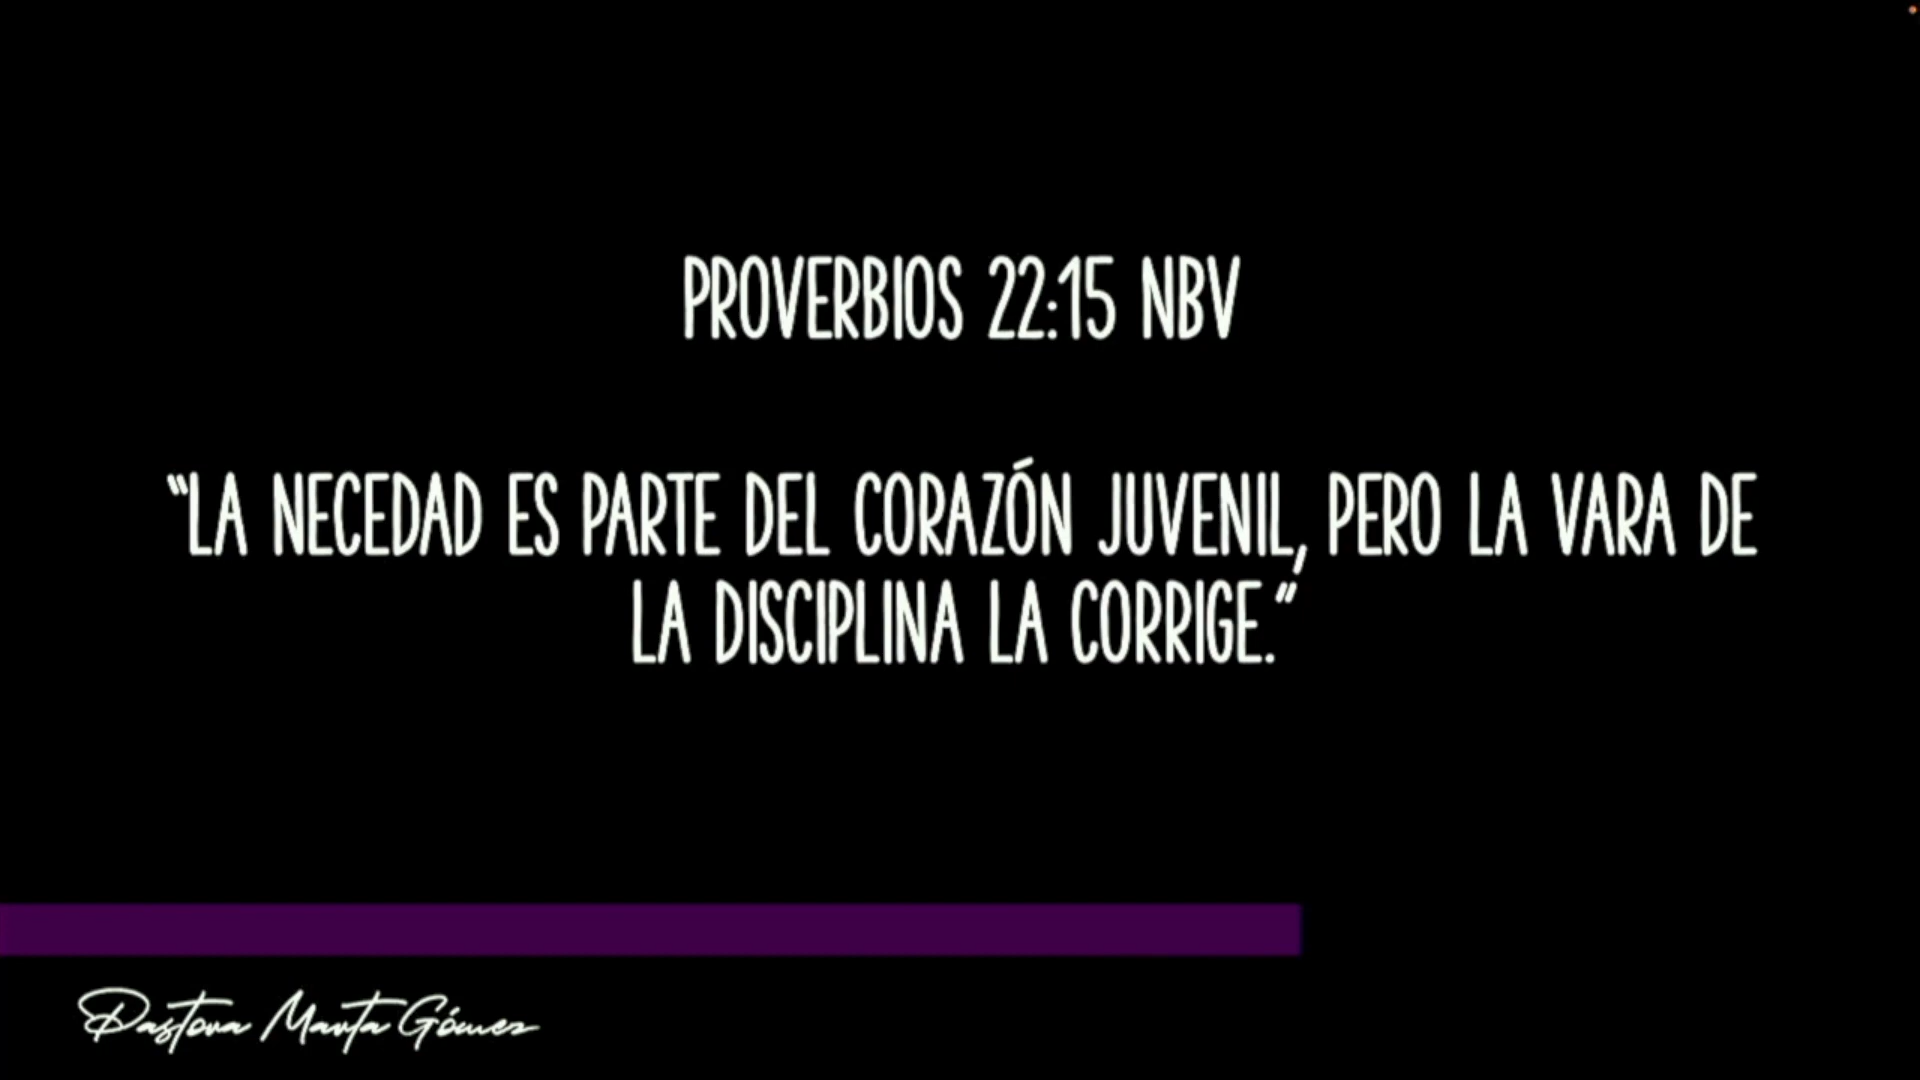 PROVERBIOS 22:15 NBV
“LA NECEDAD ES PARTE DEL CORAZÓN JUVENIL, PERO LA VARA DE
LA DISCIPLINA LA CORRIGE.”
Pastora Marta Gómez